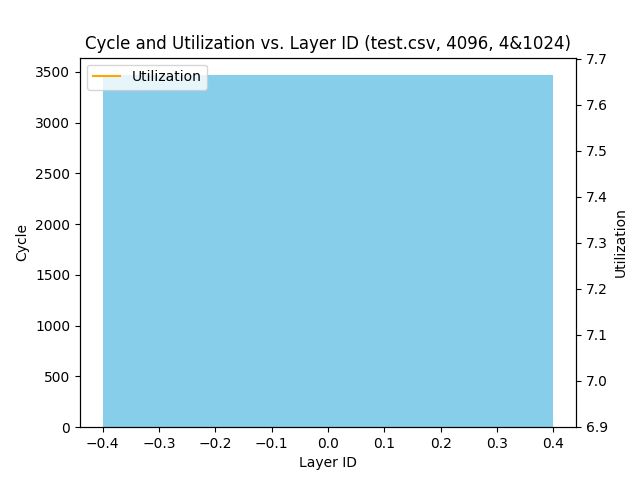 Cycle and Utilization vs. Layer ID (test.csv, 4096, 4&1024)
Utilization
3500
3000
2500
2000
1500
1000
500
0
Cycle
7.7
7.6
7.5
7.4
7.3
7.2
7.1
7.0
6.9
Utilization
−0.4 −0.3 −0.2 −0.1 0.0 0.1 0.2 0.3 0.4
Layer ID